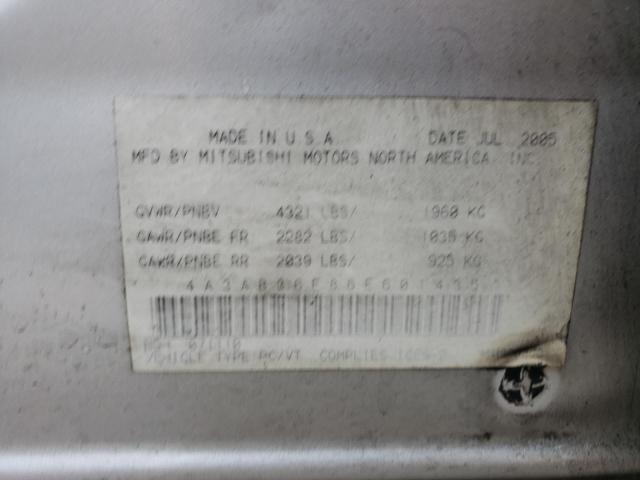 MADE IN U.S.A. DATE JUL 2005
MFD BY MITSUBISHI MOTORS NORTH AMERICA, INC.
GVWR/PNBV 4321 LBS/ 1960 KG
GAWR/PNBE FR 2282 LBS/ 1035 KG
GAWR/PNBE RR 2039 LBS/ 925 KG
VEHICLE TYPE PC/VT COMPLIES